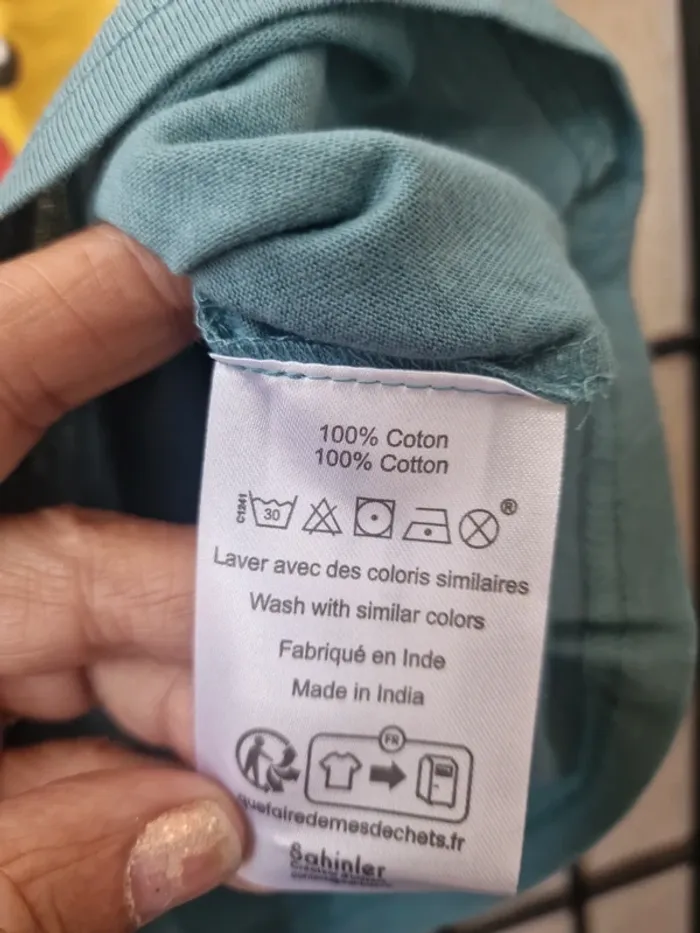 100% Coton
100% Cotton
C1241
30
®
Laver avec des coloris similaires
Wash with similar colors
Fabriqué en Inde
Made in India
FR
quefairedemesdechets.fr
Sahinler